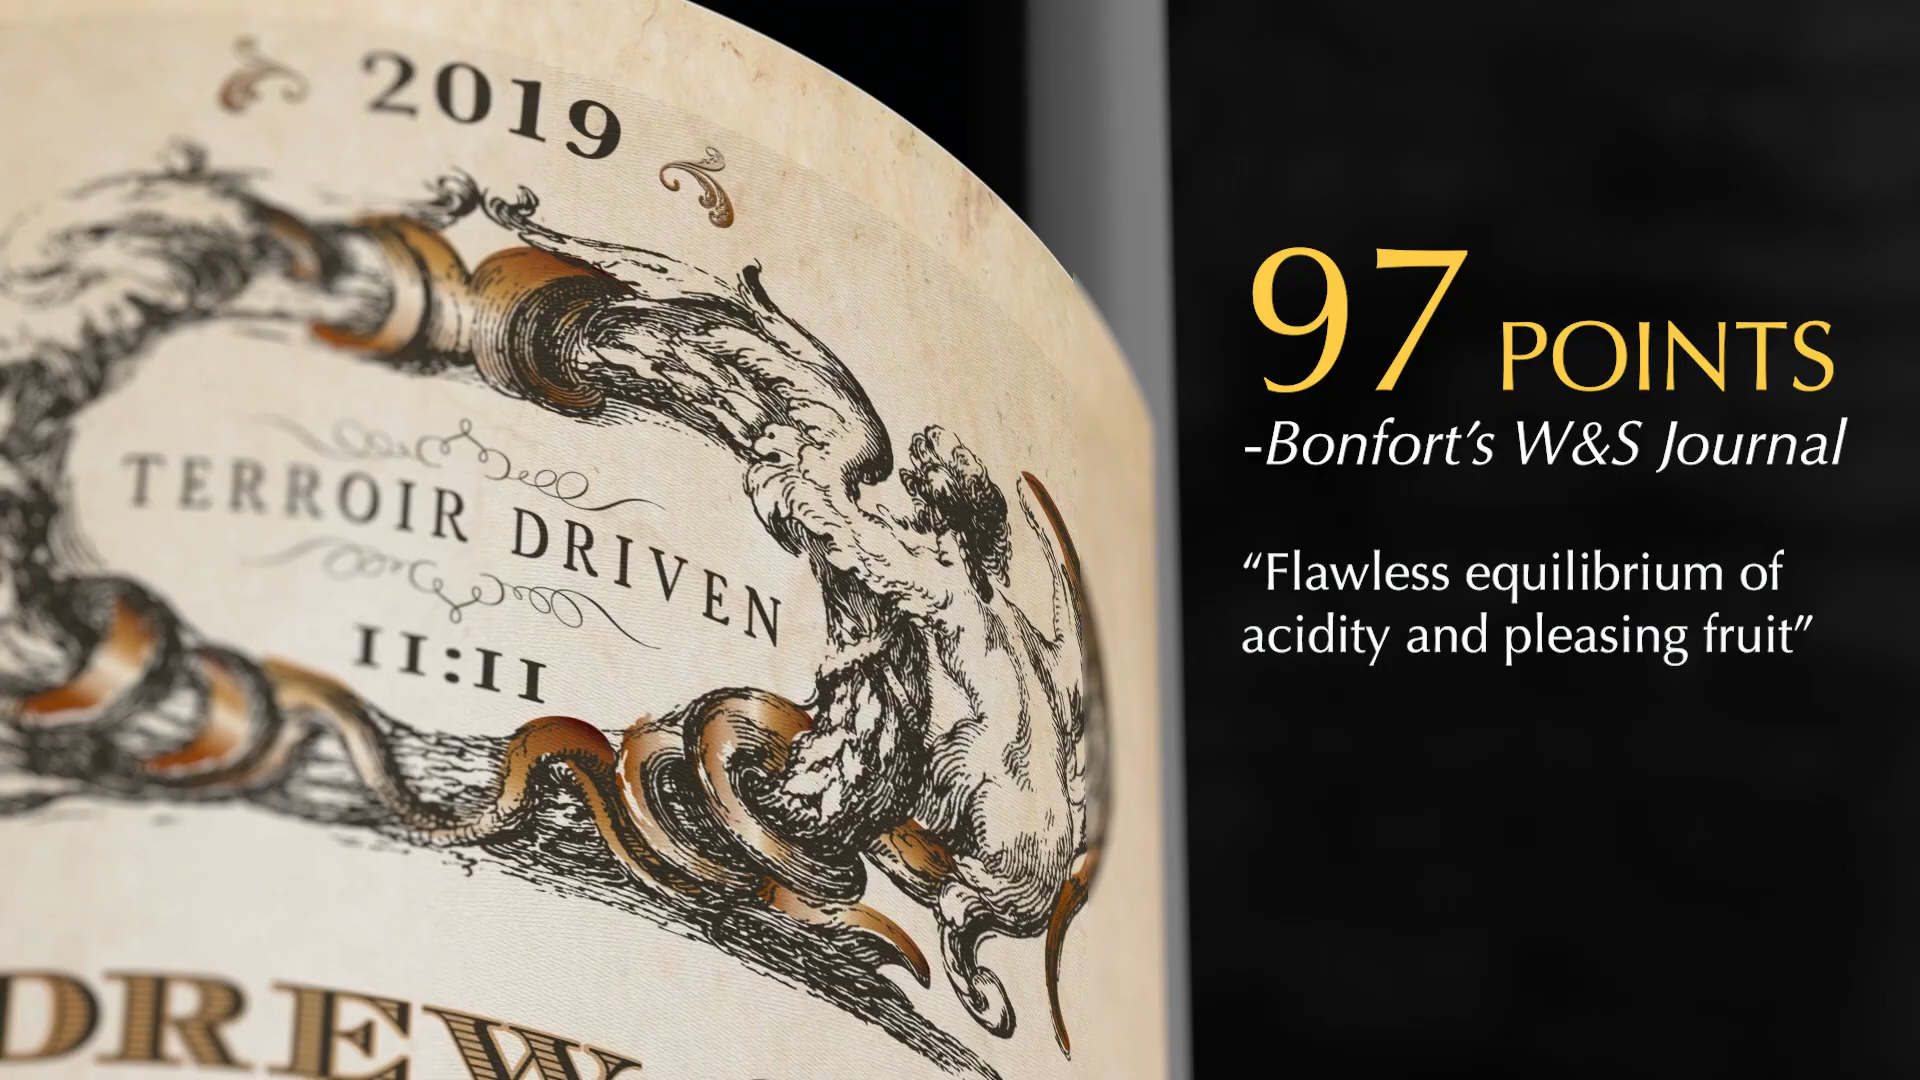 2019
TERROIR DRIVEN
11:11
DREW
97 POINTS
-Bonfort’s W&S Journal
“Flawless equilibrium of
acidity and pleasing fruit”